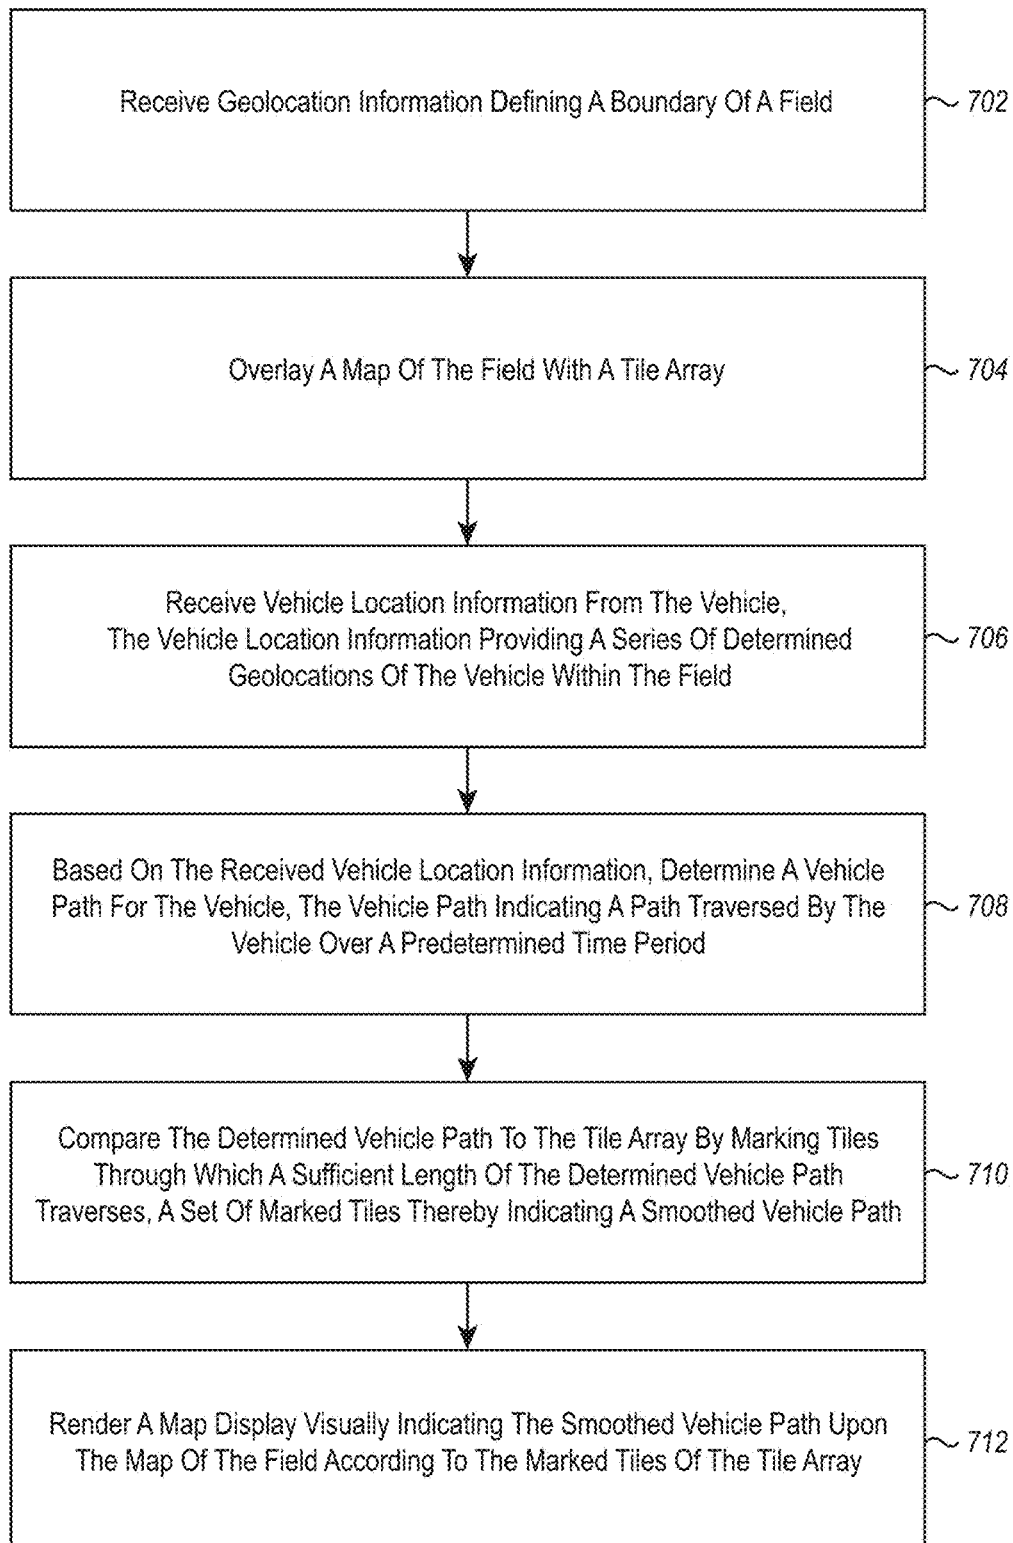 Receive Geolocation Information Defining A Boundary Of A Field
702
Overlay A Map Of The Field With A Tile Array
704
Receive Vehicle Location Information From The Vehicle,
The Vehicle Location Information Providing A Series Of Determined
Geolocations Of The Vehicle Within The Field
706
Based On The Received Vehicle Location Information, Determine A Vehicle
Path For The Vehicle, The Vehicle Path Indicating A Path Traversed By The
Vehicle Over A Predetermined Time Period
708
Compare The Determined Vehicle Path To The Tile Array By Marking Tiles
Through Which A Sufficient Length Of The Determined Vehicle Path
Traverses, A Set Of Marked Tiles Thereby Indicating A Smoothed Vehicle Path
710
Render A Map Display Visually Indicating The Smoothed Vehicle Path Upon
The Map Of The Field According To The Marked Tiles Of The Tile Array
712